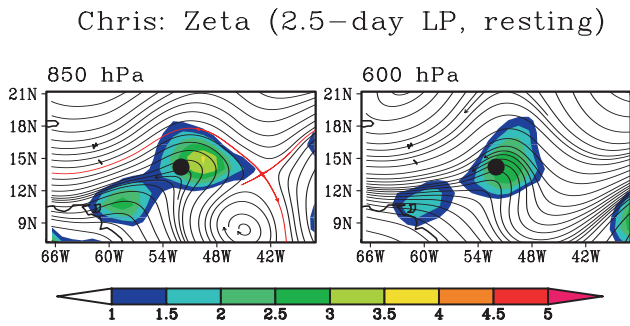 Chris: Zeta (2.5-day LP, resting)
850 hPa
600 hPa
21N
18N
15N
12N
9N
66W 60W 54W 48W 42W
21N
18N
15N
12N
9N
66W 60W 54W 48W 42W
1 1.5 2 2.5 3 3.5 4 4.5 5